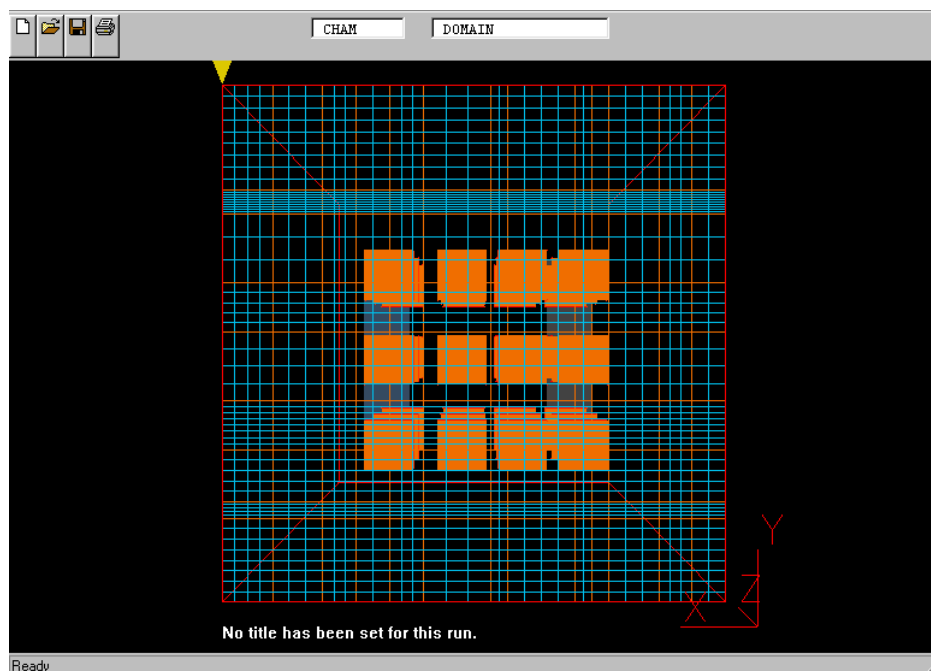 CHAM DOMAIN
Y
Z
X
No title has been set for this run.
Ready